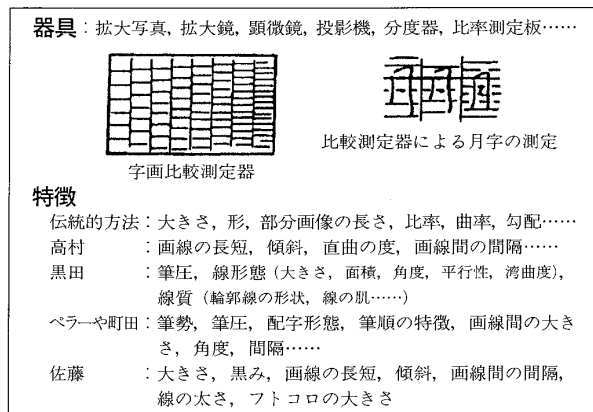 器具：拡大写真，拡大鏡，顕微鏡，投影機，分度器，比率測定板……
字画比較測定器
比較測定器による月字の測定
特徴
伝統的方法：大きさ，形，部分画像の長さ，比率，曲率，勾配……
高村：画線の長短，傾斜，直曲の度，画線間の間隔……
黒田：筆圧，線形態（大きさ，面積，角度，平行性，湾曲度），
線質（輪郭線の形状，線の肌……）
ペラーや町田：筆勢，筆圧，配字形態，筆順の特徴，画線間の大き
さ，角度，間隔……
佐藤：大きさ，黒み，画線の長短，傾斜，画線間の間隔，
線の太さ，フトコロの大きさ